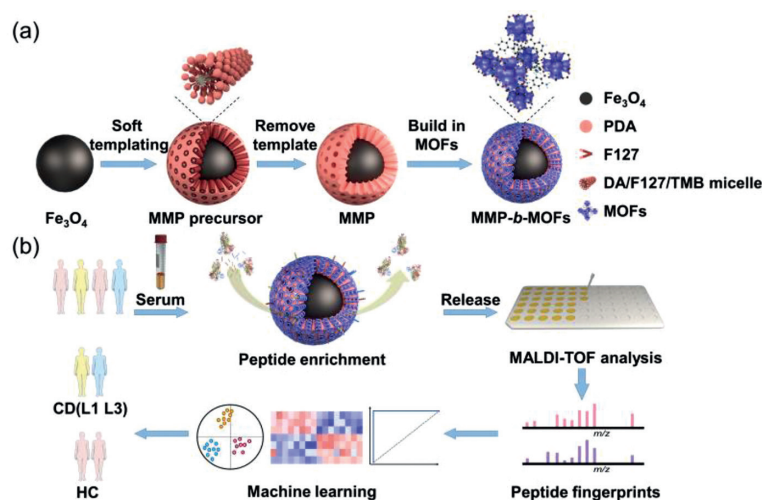 (a)
Soft
templating
Remove
template
Build in
MOFs
Fe₃O₄
MMP precursor
MMP
MMP-b-MOFs
Fe₃O₄
PDA
F127
DA/F127/TMB micelle
MOFs
(b)
Serum
Peptide enrichment
Release
MALDI-TOF analysis
CD(L1 L3)
HC
Machine learning
m/z
m/z
Peptide fingerprints